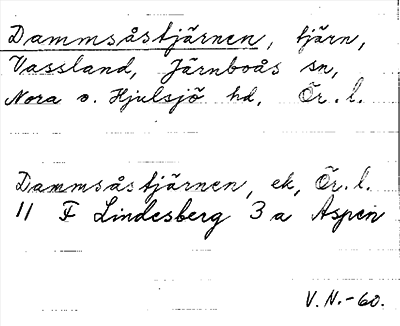 Dammsåstjärnen, tjärn,
Vassland, Järnboås sn,
Nora o. Hjulsjö hd, Ör. l.
Dammsåstjärnen, ek, Ör. l.
11 F Lindesberg 3 a Aspen
V. N.-60.